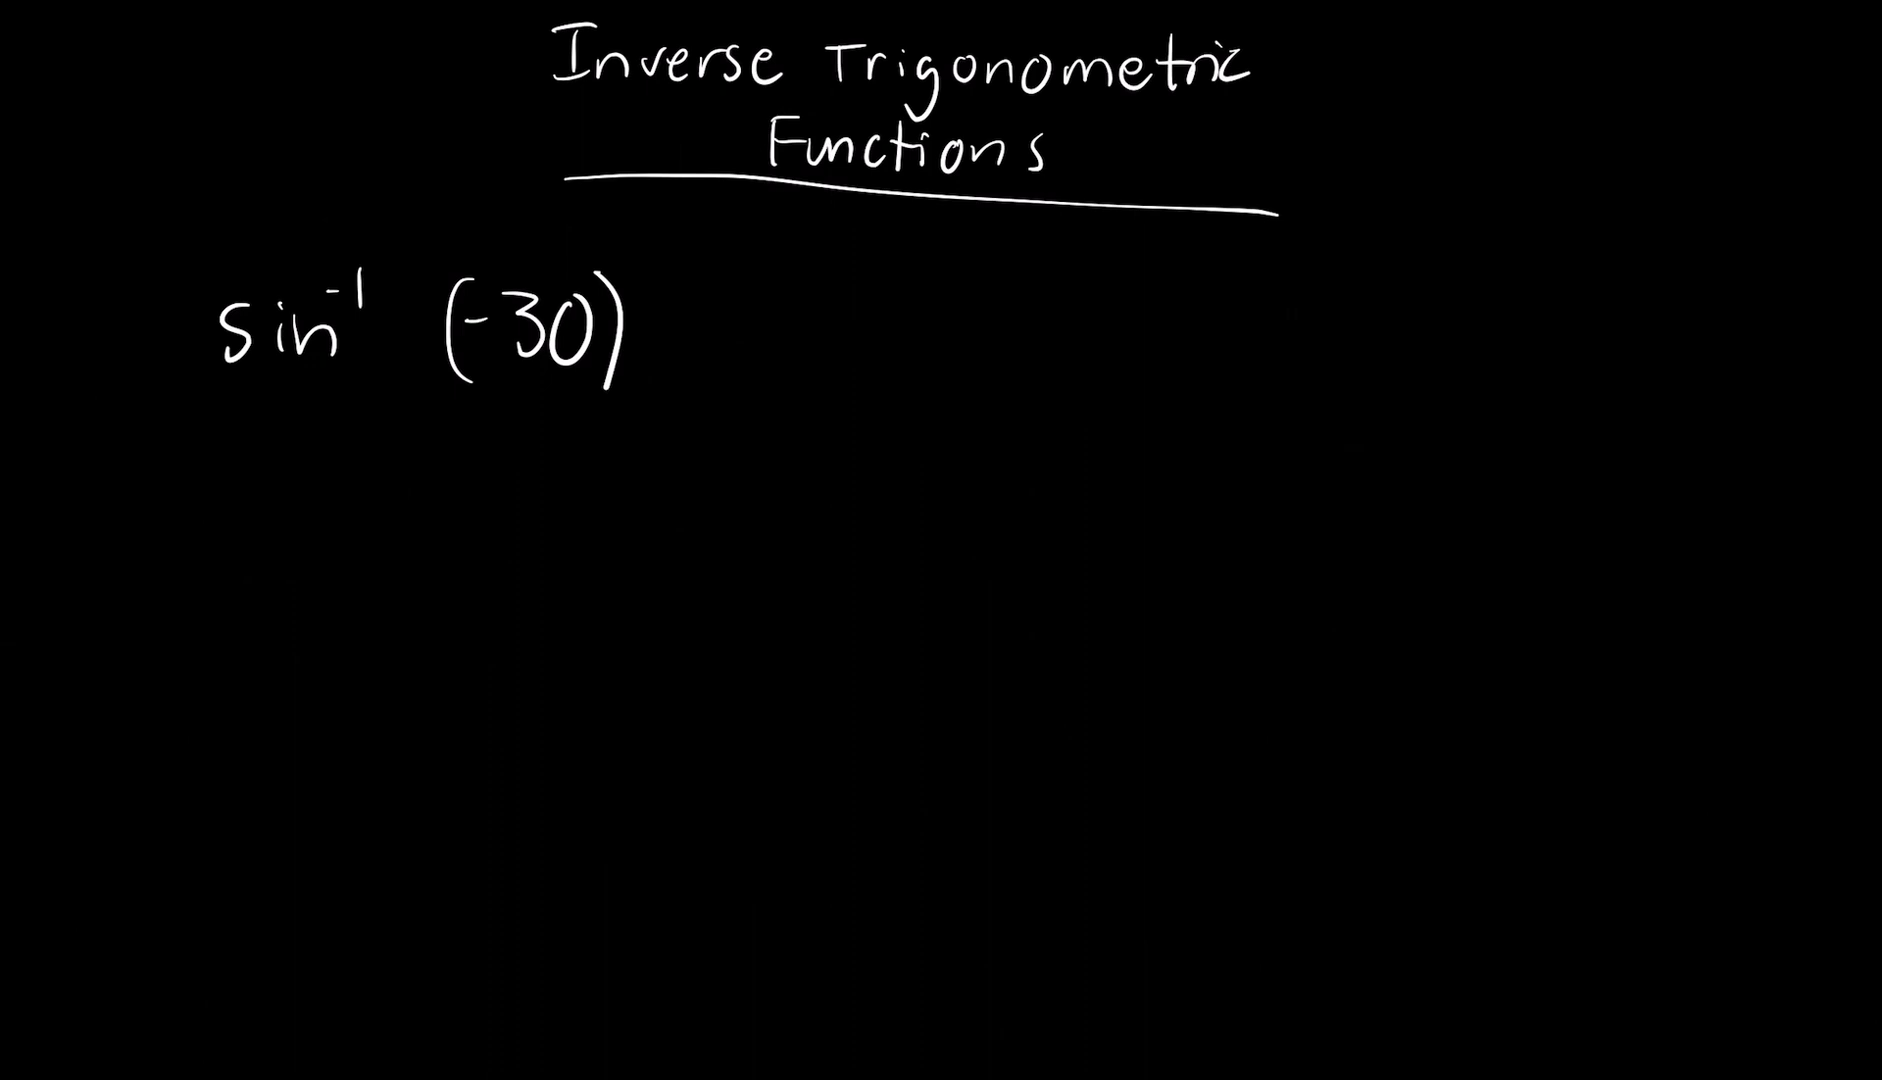 Inverse Trigonometric
Functions
sin⁻¹ (-30)